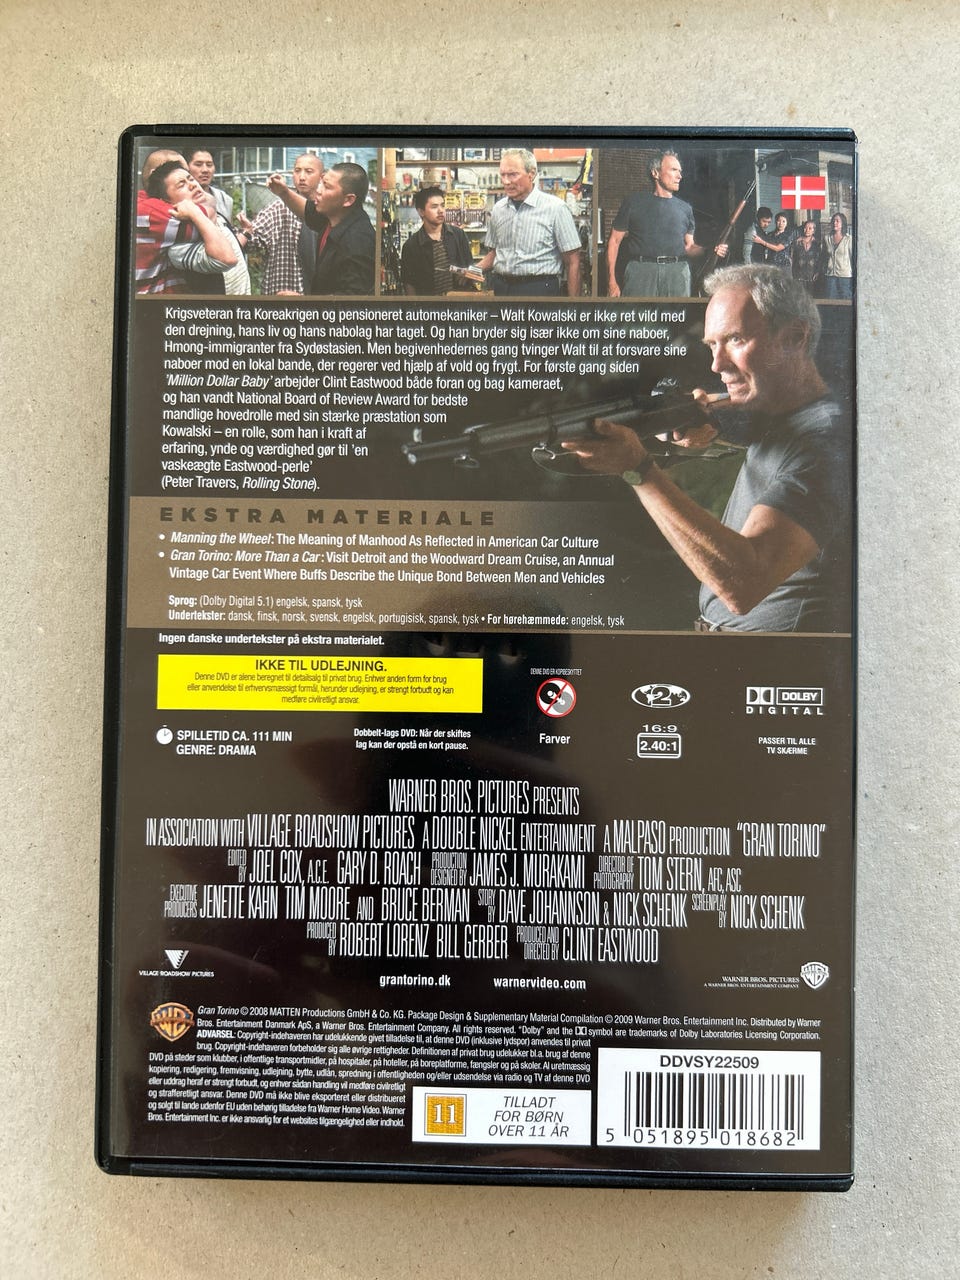 Krigsveteran fra Koreakrigen og pensioneret automekaniker – Walt Kowalski er ikke ret vild med
den drejning, hans liv og hans nabolag har taget. Og han bryder sig især ikke om sine naboer,
Hmong-immigranter fra Sydøstasien. Men begivenhedernes gang tvinger Walt til at forsvare sine
naboer mod en lokal bande, der regerer ved hjælp af vold og frygt. For første gang siden
'Million Dollar Baby' arbejder Clint Eastwood både foran og bag kameraet,
og han vandt National Board of Review Award for bedste
mandlige hovedrolle med sin stærke præstation som
Kowalski – en rolle, som han i kraft af
erfaring, ynde og værdighed gør til 'en
vaskeægte Eastwood-perle'
(Peter Travers, Rolling Stone).
EKSTRA MATERIALE
• Manning the Wheel: The Meaning of Manhood As Reflected in American Car Culture
• Gran Torino: More Than a Car: Visit Detroit and the Woodward Dream Cruise, an Annual
Vintage Car Event Where Buffs Describe the Unique Bond Between Men and Vehicles
Sprog: (Dolby Digital 5.1) engelsk, spansk, tysk
Undertekster: dansk, finsk, norsk, svensk, engelsk, portugisisk, spansk, tysk • For hørehæmmede: engelsk, tysk
Ingen danske undertekster på ekstra materialet.
IKKE TIL UDLEJNING.
Denne DVD er alene beregnet til detailsalg til privat brug. Enhver anden form for brug
eller anvendelse til erhvervsmæssigt formål, herunder udlejning, er strengt forbudt og kan
medføre civilretligt ansvar.
DENNE DVD ER KOPIBESKYTTET
2
DOLBY
DIGITAL
SPILLETID CA. 111 MIN
GENRE: DRAMA
Dobbelt-lags DVD: Når der skiftes
lag kan der opstå en kort pause.
Farver
16:9
2.40:1
PASSER TIL ALLE
TV SKÆRME
WARNER BROS. PICTURES PRESENTS
IN ASSOCIATION WITH VILLAGE ROADSHOW PICTURES A DOUBLE NICKEL ENTERTAINMENT A MALPASO PRODUCTION "GRAN TORINO"
EDITED BY JOEL COX, A.C.E. GARY D. ROACH PRODUCTION DESIGNED BY JAMES J. MURAKAMI DIRECTOR OF PHOTOGRAPHY TOM STERN, AFC, ASC
EXECUTIVE PRODUCERS JENETTE KAHN TIM MOORE AND BRUCE BERMAN STORY BY DAVE JOHANNSON & NICK SCHENK SCREENPLAY BY NICK SCHENK
PRODUCED BY ROBERT LORENZ BILL GERBER PRODUCED AND DIRECTED BY CLINT EASTWOOD
VILLAGE ROADSHOW PICTURES
grantorino.dk warnervideo.com
WARNER BROS. PICTURES
A WARNER BROS. ENTERTAINMENT COMPANY
Gran Torino © 2008 MATTEN Productions GmbH & Co. KG. Package Design & Supplementary Material Compilation © 2009 Warner Bros. Entertainment Inc. Distributed by Warner
Bros. Entertainment Danmark ApS, a Warner Bros. Entertainment Company. All rights reserved. "Dolby" and the DD symbol are trademarks of Dolby Laboratories Licensing Corporation.
ADVARSEL: Copyright-indehaveren har udelukkende givet tilladelse til, at denne DVD (inklusive lydspor) anvendes til privat
brug. Copyright-indehaveren forbeholder sig alle øvrige rettigheder. Definitionen af privat brug udelukker bl.a. brug af denne
DVD på steder som klubber, i offentlige transportmidler, på hospitaler, på hoteller, på boreplatforme, fængsler og på skoler. Al uretmæssig
kopiering, redigering, fremvisning, udlejning, bytte, udlån, spredning i offentligheden og/eller udsendelse via radio og TV af denne DVD
eller uddrag heraf er strengt forbudt, og enhver sådan handling vil medføre civilretligt
og strafferetligt ansvar. Denne DVD må ikke blive eksporteret eller distribueret
og solgt til lande udenfor EU uden behørig tilladelse fra Warner Home Video. Warner
Bros. Entertainment Inc. er ikke ansvarlig for et websites tilgængelighed eller indhold.
11
TILLADT
FOR BØRN
OVER 11 ÅR
DDVSY22509
5 051895 018682